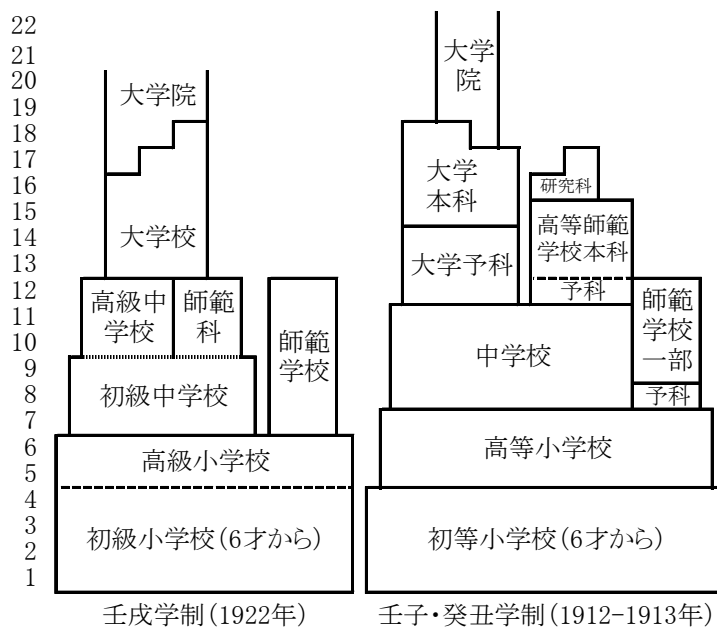 22
21
20
19
18
17
16
15
14
13
12
11
10
9
8
7
6
5
4
3
2
1
大学院
大学校
高級中
学校
師範
科
師範
学校
初級中学校
高級小学校
初級小学校(6才から)
壬戌学制(1922年)
大学
院
大学
本科
研究科
高等師範
学校本科
大学予科
予科
師範
学校
一部
中学校
予科
高等小学校
初等小学校(6才から)
壬子・癸丑学制(1912-1913年)